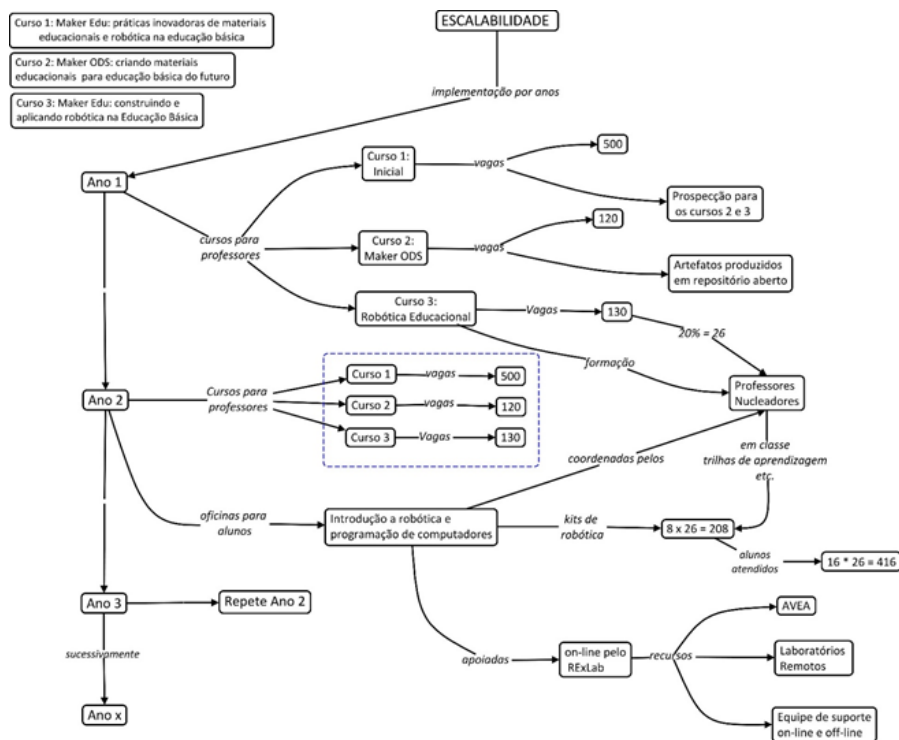 Curso 1: Maker Edu: práticas inovadoras de materiais
educacionais e robótica na educação básica
Curso 2: Maker ODS: criando materiais
educacionais para educação básica do futuro
Curso 3: Maker Edu: construindo e
aplicando robótica na Educação Básica
ESCALABILIDADE
implementação por anos
Ano 1
cursos para
professores
Curso 1:
Inicial
vagas
500
Prospecção para
os cursos 2 e 3
Curso 2:
Maker ODS
vagas
120
Artefatos produzidos
em repositório aberto
Curso 3:
Robótica Educacional
Vagas
130
20% = 26
formação
Professores
Nucleadores
Ano 2
Cursos para
professores
Curso 1
vagas
500
Curso 2
vagas
120
Curso 3
Vagas
130
coordenadas pelos
em classe
trilhas de aprendizagem
etc.
oficinas para
alunos
Introdução a robótica e
programação de computadores
kits de
robótica
8 x 26 = 208
alunos
atendidos
16 * 26 = 416
Ano 3
Repete Ano 2
sucessivamente
Ano x
apoiadas
on-line pelo
RExLab
recursos
AVEA
Laboratórios
Remotos
Equipe de suporte
on-line e off-line